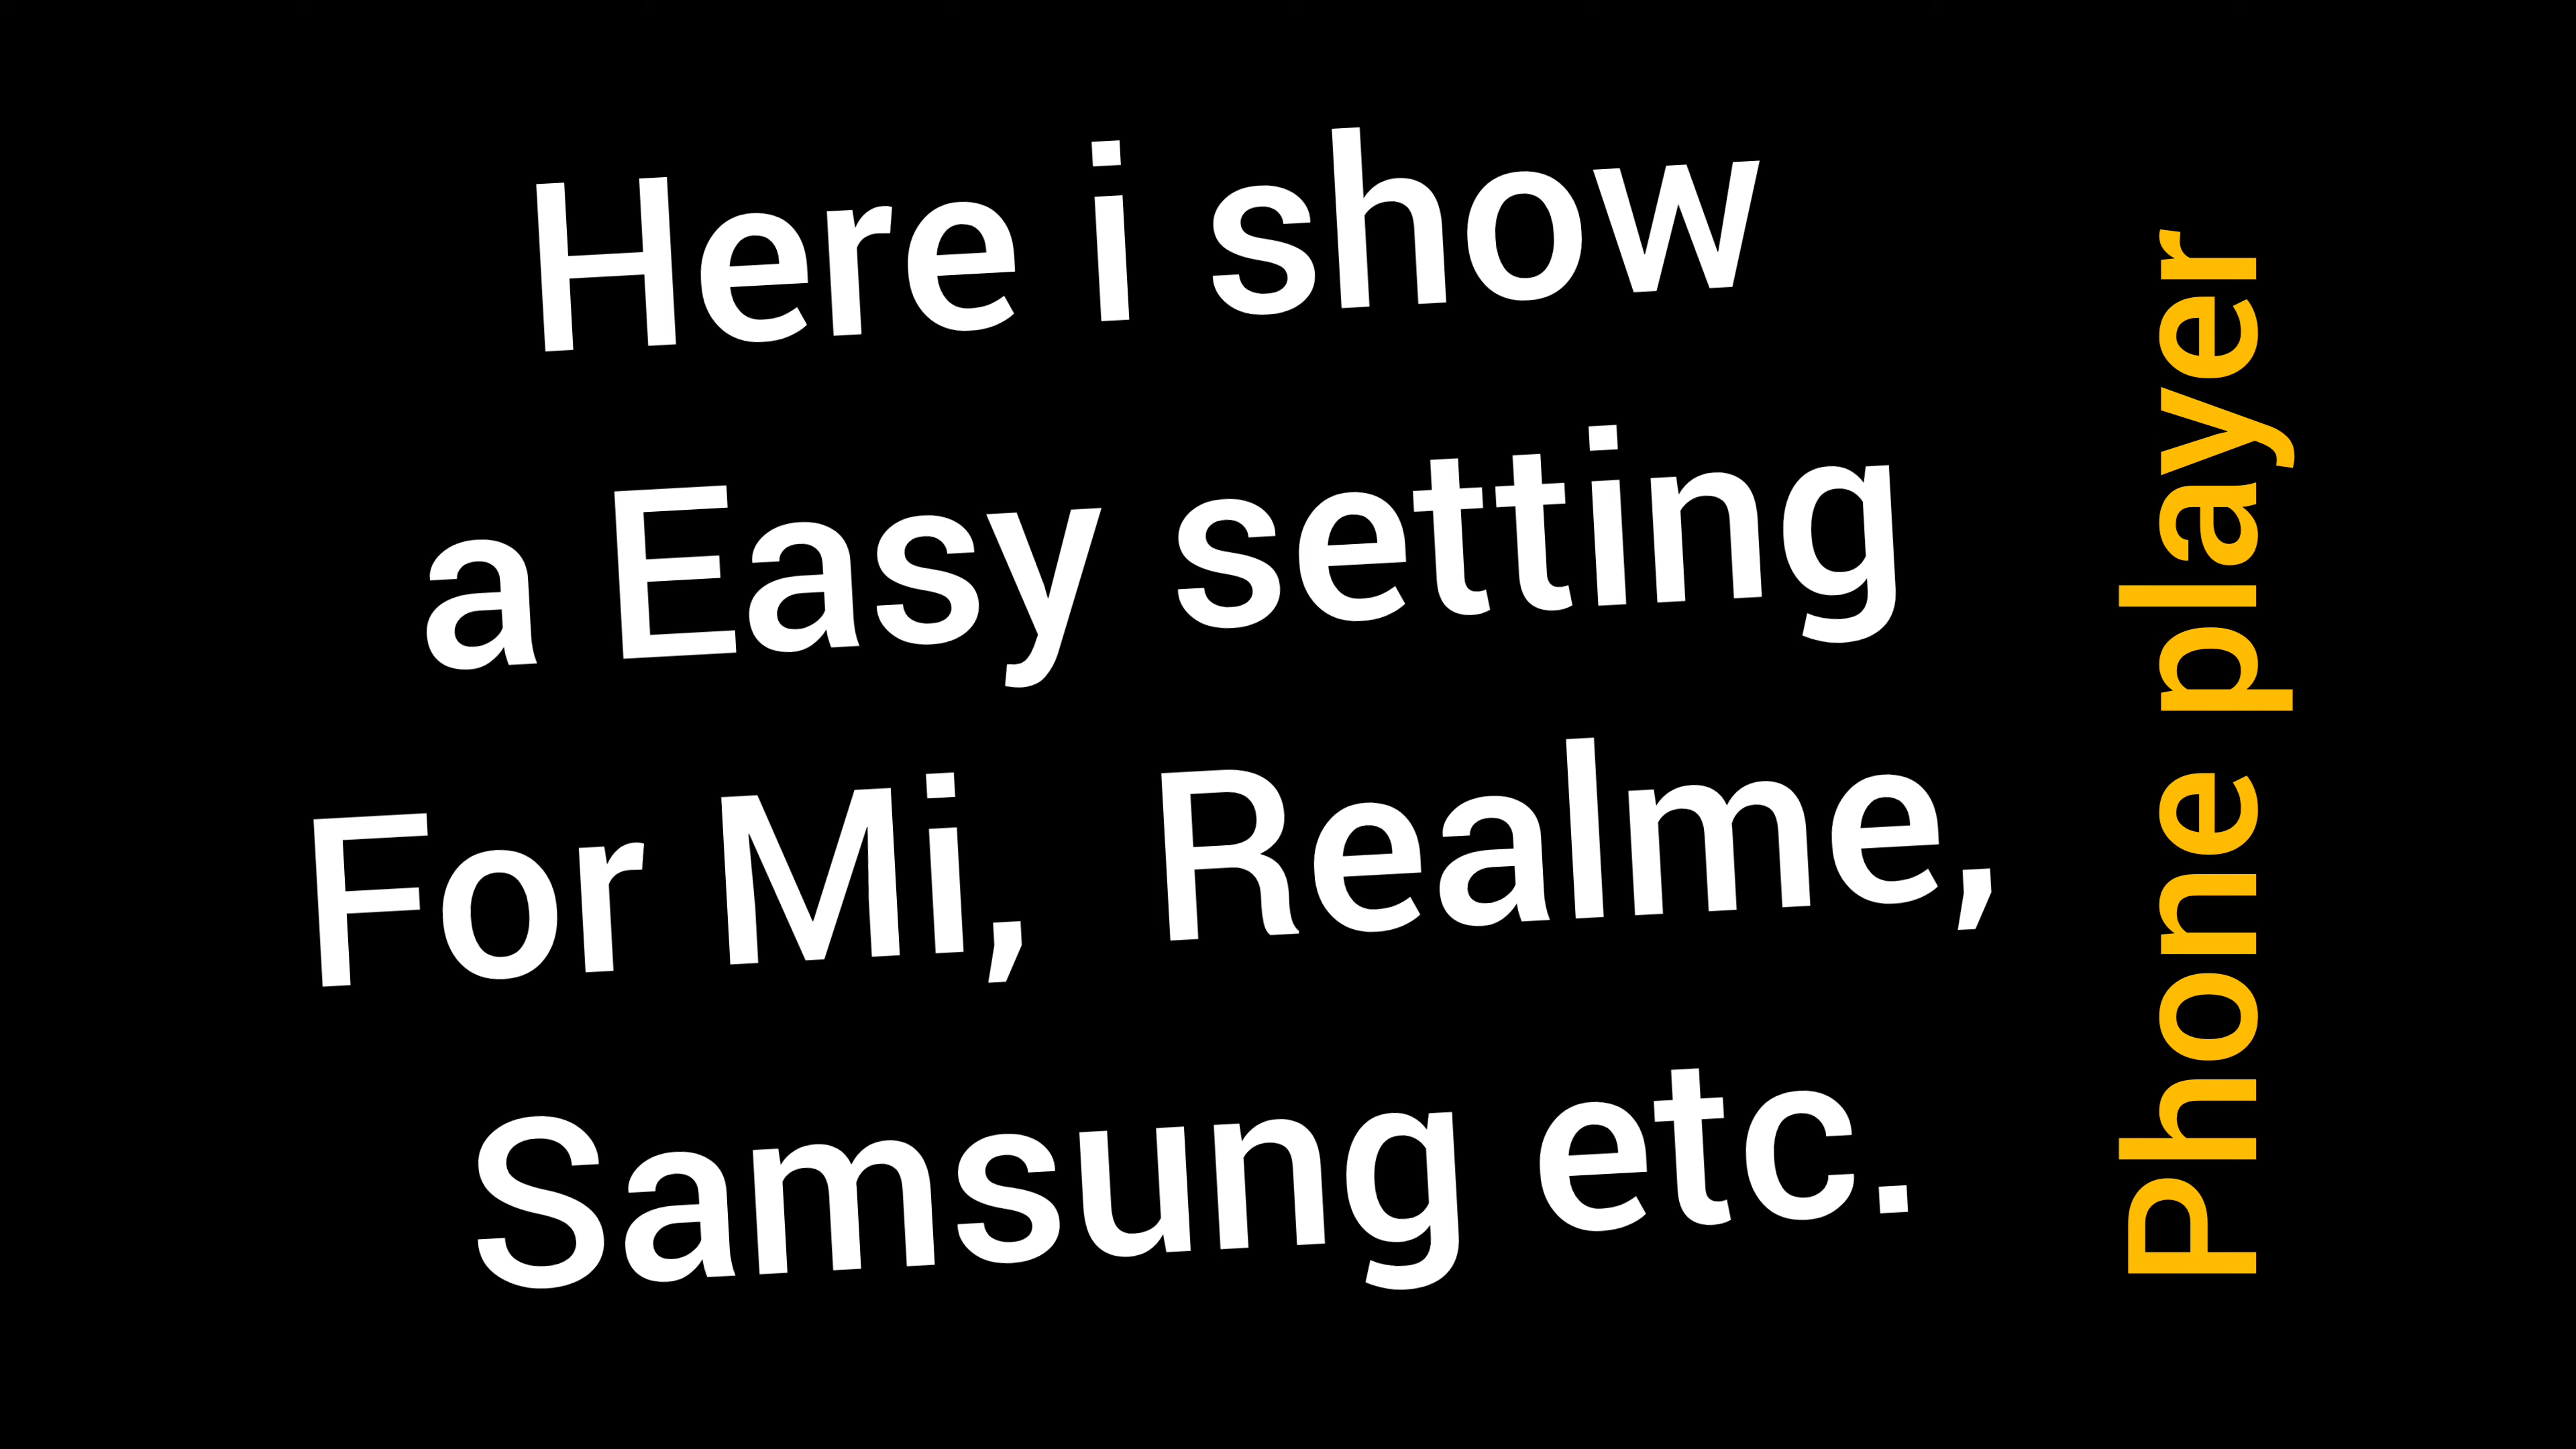 Here i show
a Easy setting
For Mi, Realme,
Samsung etc.
Phone player